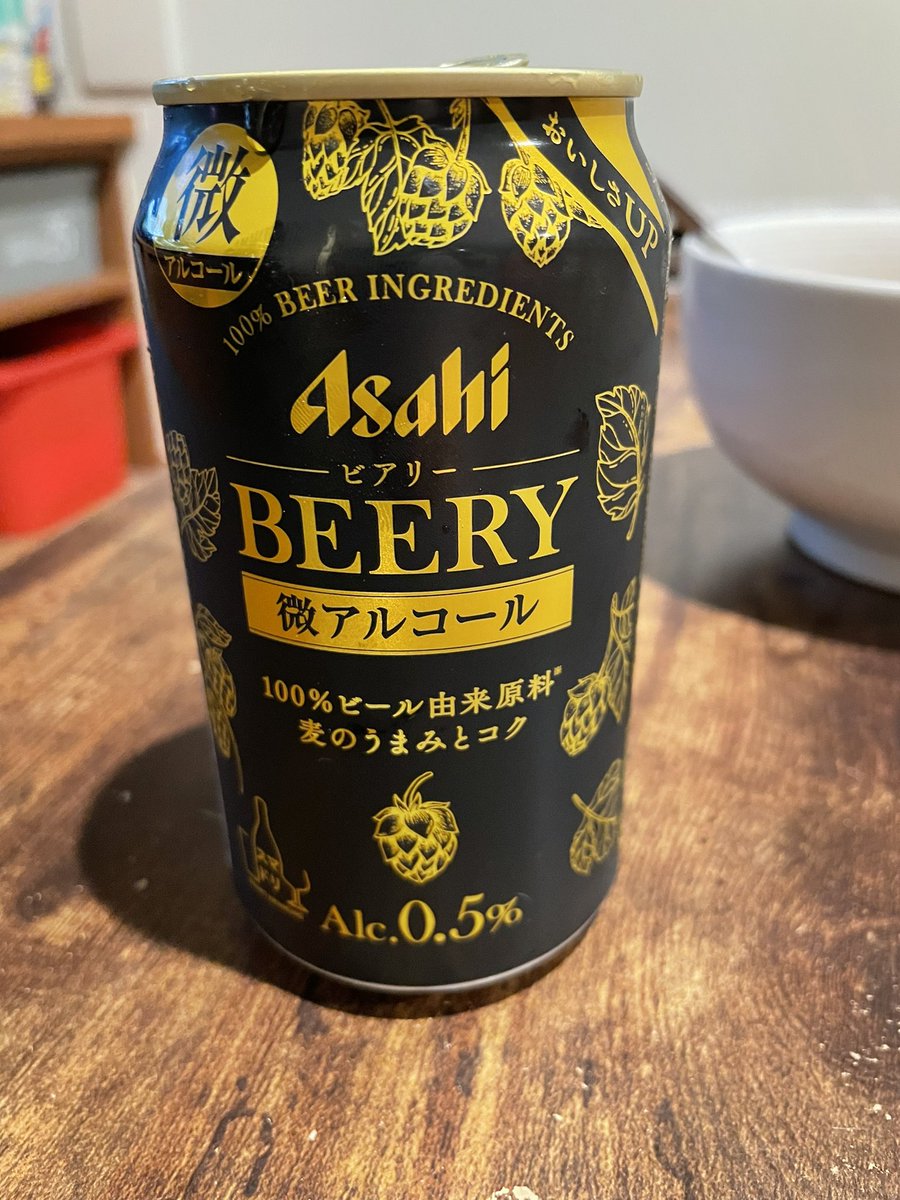 微
アルコール
おいしさUP
100% BEER INGREDIENTS
Asahi
ビアリー
BEERY
微アルコール
100%ビール由来原料※
麦のうまみとコク
Alc.0.5%